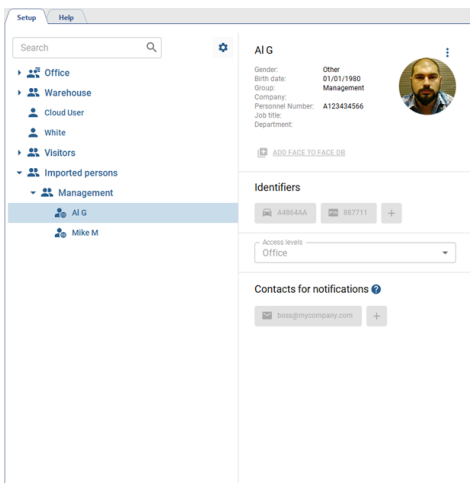 Setup
Help
Search
Office
Warehouse
Cloud User
White
Visitors
Imported persons
Management
Al G
Mike M
Al G
Gender: Other
Birth date: 01/01/1980
Group: Management
Company:
Personnel Number: A123434566
Job title:
Department:
ADD FACE TO FACE DB
Identifiers
A4864AA
PIN 887711
+
Access levels
Office
Contacts for notifications ?
boss@mycompany.com
+